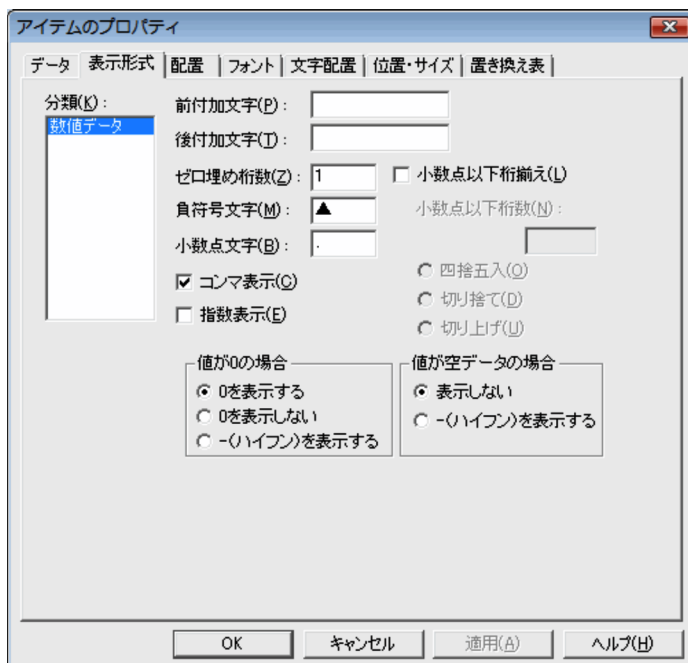 アイテムのプロパティ
データ 表示形式 配置 フォント 文字配置 位置・サイズ 置き換え表
分類(K)：
数値データ
前付加文字(P)：
後付加文字(T)：
ゼロ埋め桁数(Z)： 1
小数点以下桁揃え(L)
負符号文字(M)： ▲
小数点以下桁数(N)：
小数点文字(B)： .
コンマ表示(C)
四捨五入(O)
指数表示(E)
切り捨て(D)
切り上げ(U)
値が0の場合
0を表示する
0を表示しない
-(ハイフン)を表示する
値が空データの場合
表示しない
-(ハイフン)を表示する
OK キャンセル 適用(A) ヘルプ(H)